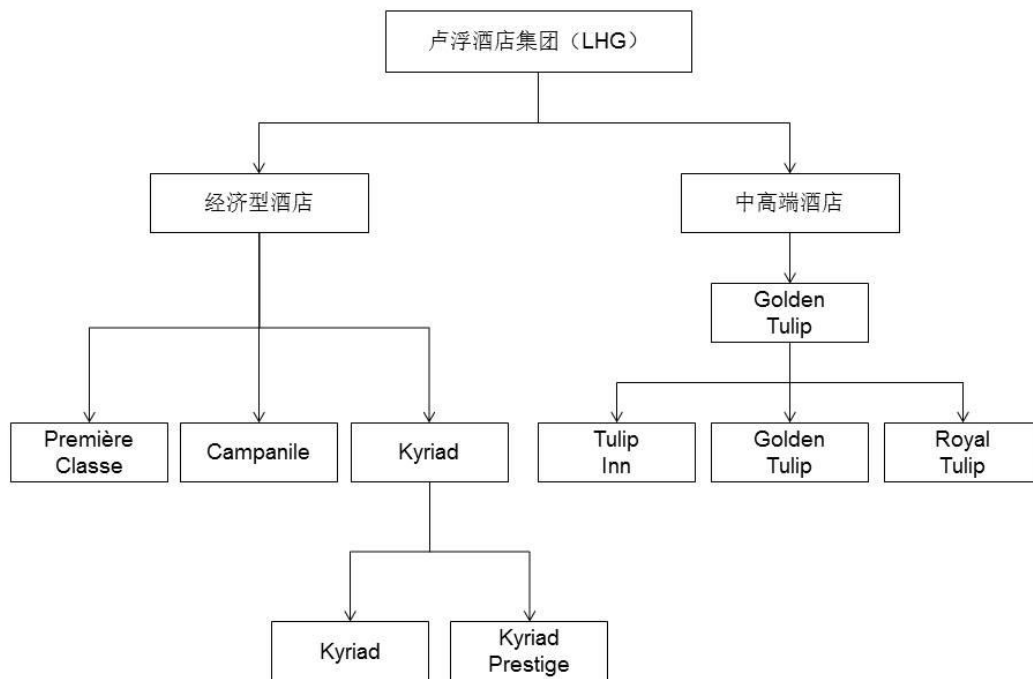 卢浮酒店集团（LHG）
经济型酒店
中高端酒店
Golden
Tulip
Première
Classe
Campanile
Kyriad
Tulip
Inn
Golden
Tulip
Royal
Tulip
Kyriad
Kyriad
Prestige